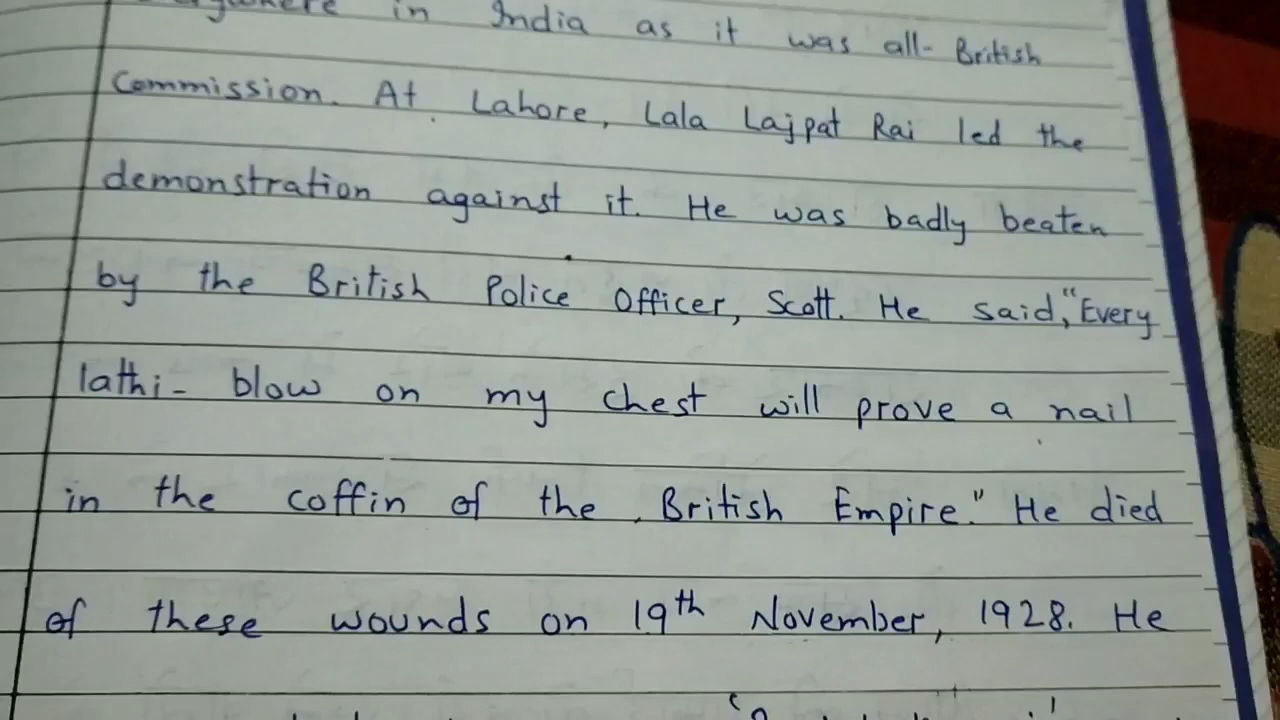 in India as it was all- British
Commission. At Lahore, Lala Lajpat Rai led the
demonstration against it. He was badly beaten
by the British Police Officer, Scott. He said, "Every
lathi- blow on my chest will prove a nail
in the coffin of the British Empire." He died
of these wounds on 19th November, 1928. He